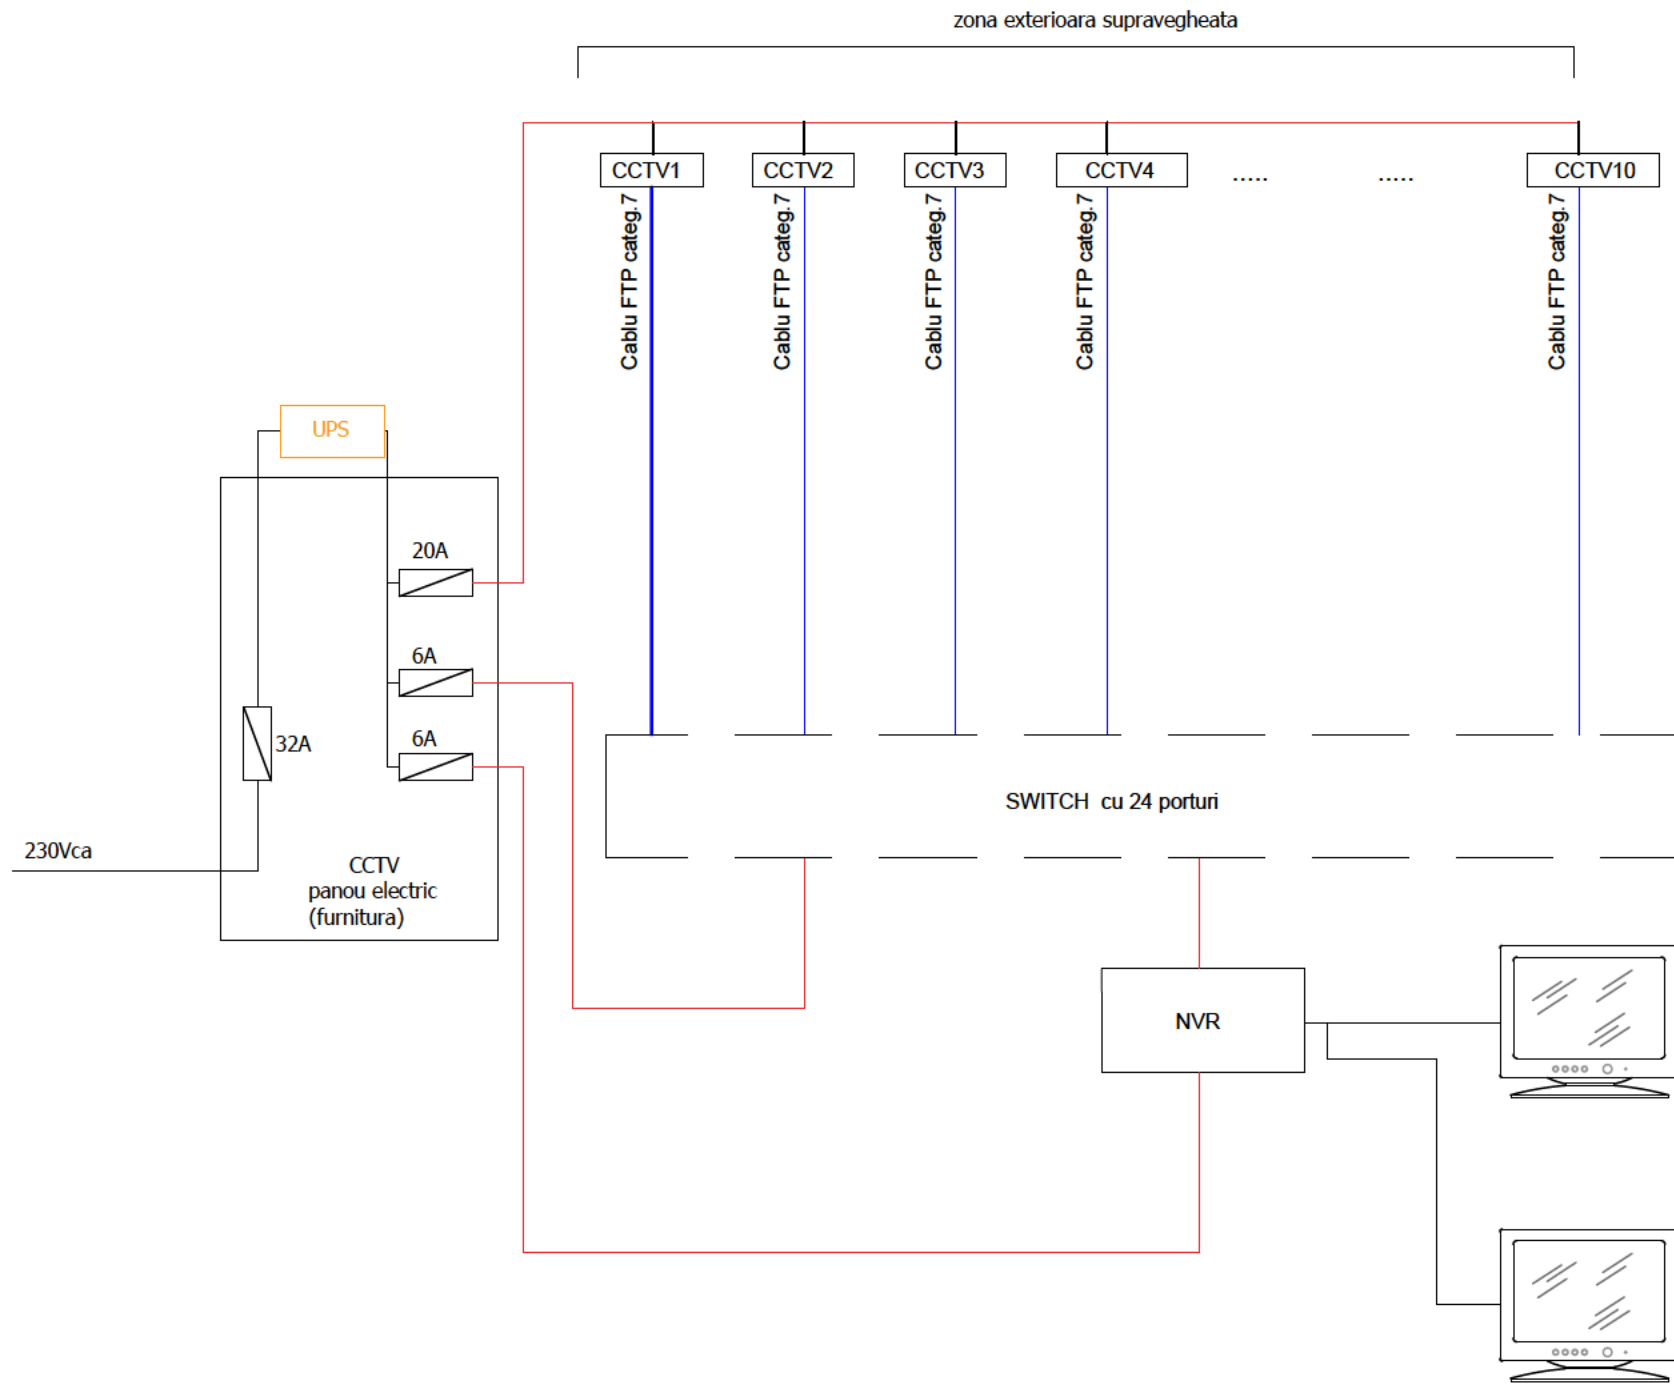 zona exterioara supravegheata
CCTV1
CCTV2
CCTV3
CCTV4
.....
.....
CCTV10
Cablu FTP categ.7
Cablu FTP categ.7
Cablu FTP categ.7
Cablu FTP categ.7
Cablu FTP categ.7
UPS
20A
6A
6A
32A
230Vca
CCTV
panou electric
(furnitura)
SWITCH cu 24 porturi
NVR